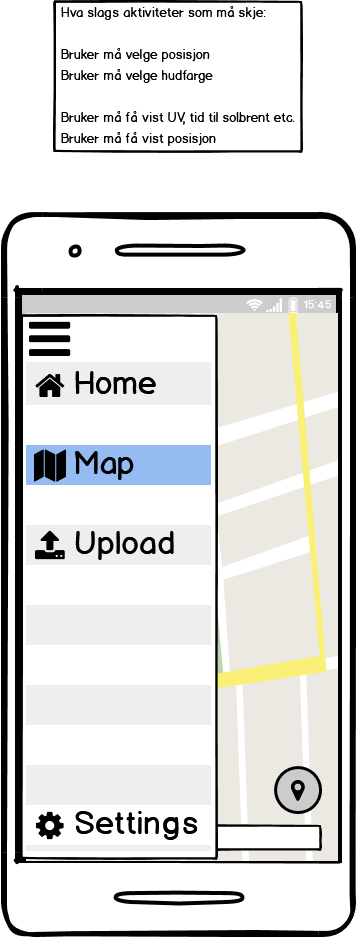 Hva slags aktiviteter som må skje:
Bruker må velge posisjon
Bruker må velge hudfarge
Bruker må få vist UV, tid til solbrent etc.
Bruker må få vist posisjon
15:45
Home
Map
Upload
Settings